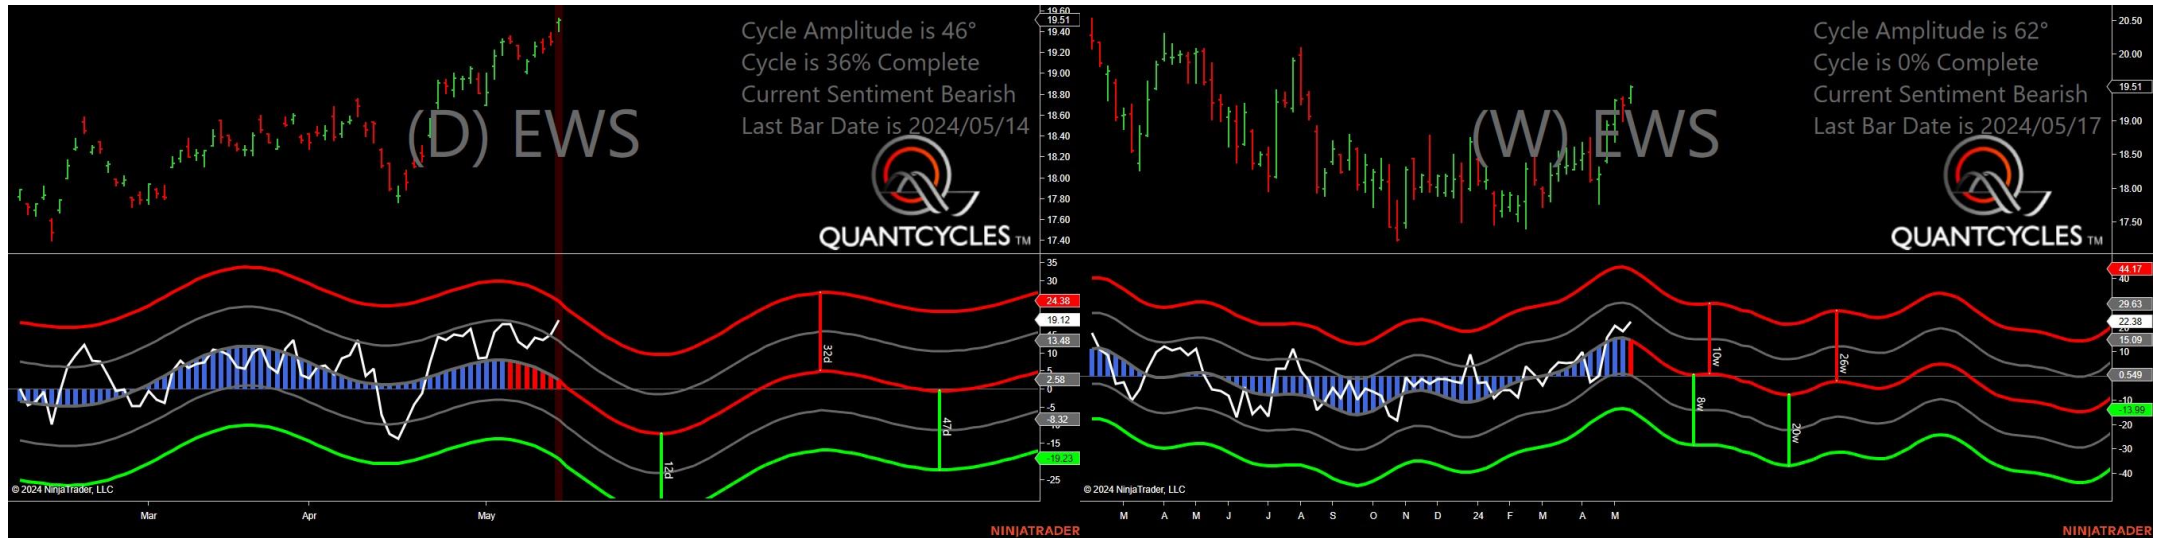 Cycle Amplitude is 46°
Cycle is 36% Complete
Current Sentiment Bearish
Last Bar Date is 2024/05/14
(D) EWS
QUANTCYCLES TM
19.60
19.51
19.40
19.20
19.00
18.80
18.60
18.40
18.20
18.00
17.80
17.60
17.40
35
30
24.38
19.12
13.48
10
5
2.58
-5
-8.32
-15
-19.23
-25
32d
47d
12d
© 2024 NinjaTrader, LLC
Mar
Apr
May
NINJATRADER
Cycle Amplitude is 62°
Cycle is 0% Complete
Current Sentiment Bearish
Last Bar Date is 2024/05/17
(W) EWS
QUANTCYCLES TM
20.50
20.00
19.51
19.00
18.50
18.00
17.50
44.17
40
29.63
22.38
15.09
10
0.549
-10
-13.99
-20
-30
-40
10w
26w
8w
20w
© 2024 NinjaTrader, LLC
M A M J J A S O N D 24 F M A M
NINJATRADER